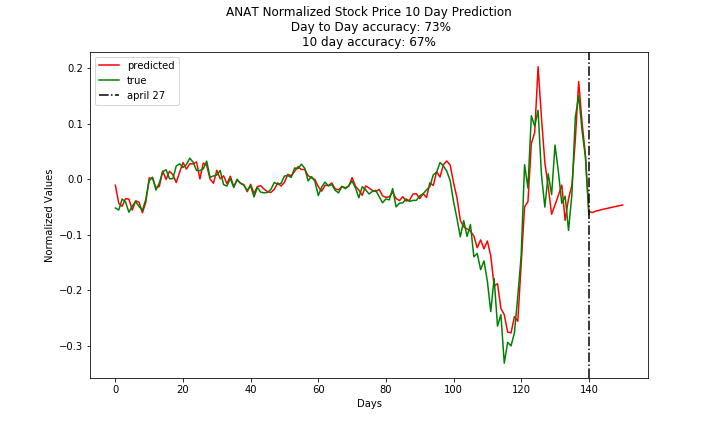 ANAT Normalized Stock Price 10 Day Prediction
Day to Day accuracy: 73%
10 day accuracy: 67%
predicted
true
april 27
Normalized Values
0.2
0.1
0.0
−0.1
−0.2
−0.3
0 20 40 60 80 100 120 140
Days